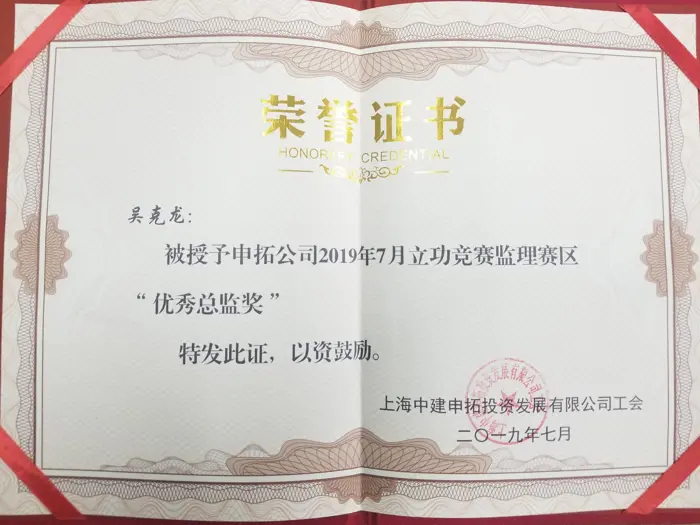 荣誉证书
HONORARY CREDENTIAL
吴克龙：
被授予申拓公司2019年7月立功竞赛监理赛区
“优秀总监奖”
特发此证，以资鼓励。
上海中建申拓投资发展有限公司工会
二〇一九年七月